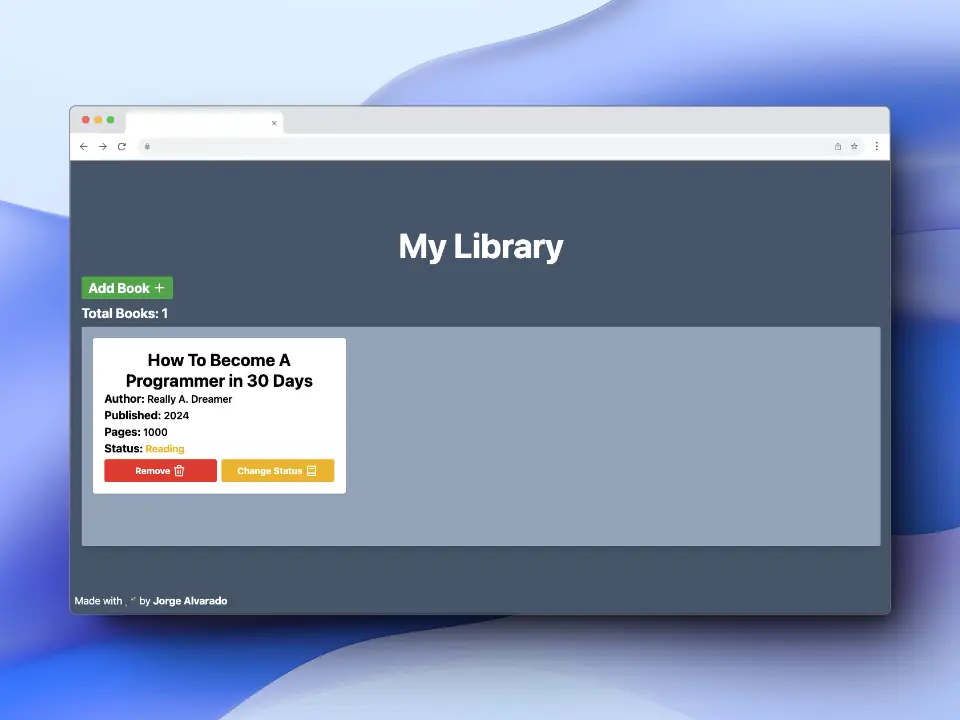 My Library
Add Book +
Total Books: 1
How To Become A
Programmer in 30 Days
Author: Really A. Dreamer
Published: 2024
Pages: 1000
Status: Reading
Remove
Change Status
Made with by Jorge Alvarado